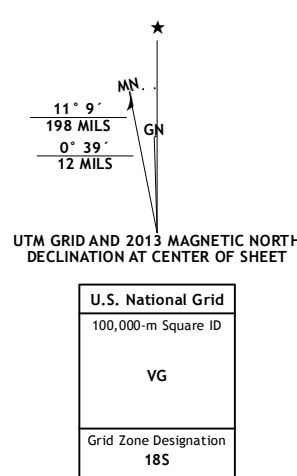 ★
MN
11° 9´
198 MILS
GN
0° 39´
12 MILS
UTM GRID AND 2013 MAGNETIC NORTH
DECLINATION AT CENTER OF SHEET
U.S. National Grid
100,000-m Square ID
VG
Grid Zone Designation
18S